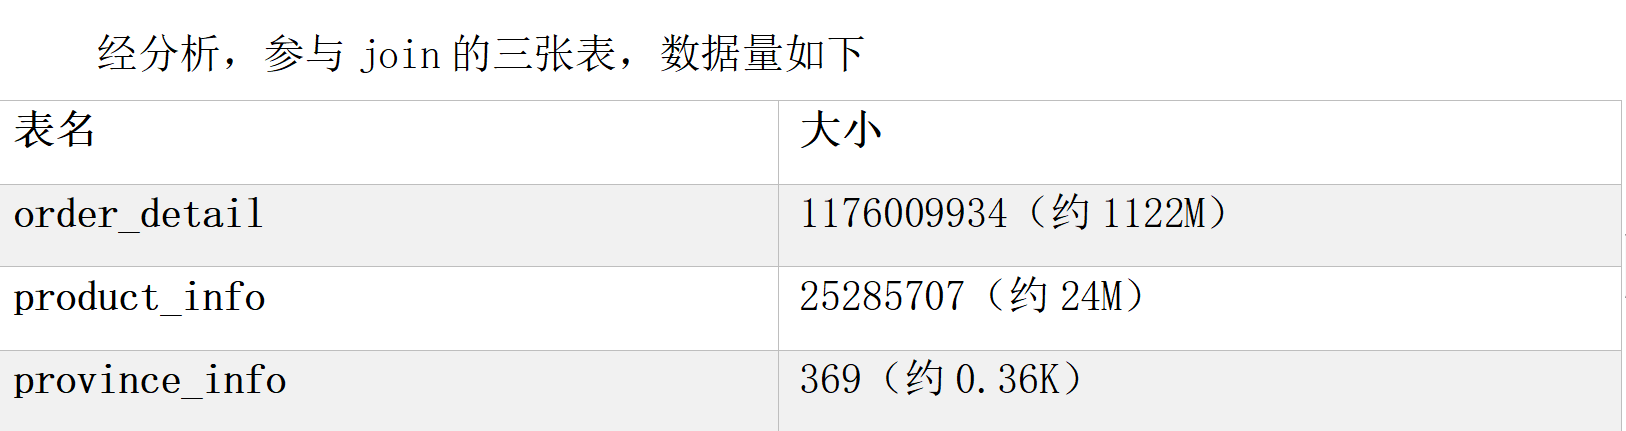 经分析，参与 join 的三张表，数据量如下
表名 大小
order_detail 1176009934（约 1122M）
product_info 25285707（约 24M）
province_info 369（约 0.36K）